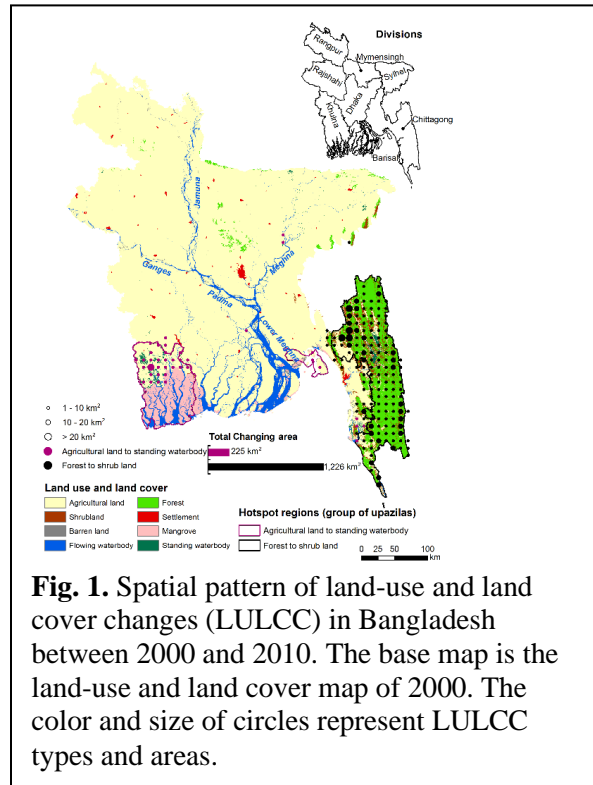 Divisions
Rangpur
Mymensingh
Rajshahi
Sylhet
Dhaka
Khulna
Chittagong
Barisal
Jamuna
Ganges
Meghna
Padma
Lower Meghna
1 - 10 km²
10 - 20 km²
> 20 km²
Agricultural land to standing waterbody
Forest to shrub land
Total Changing area
225 km²
1,226 km²
Land use and land cover
Agricultural land
Forest
Shrubland
Settlement
Barren land
Mangrove
Flowing waterbody
Standing waterbody
Hotspot regions (group of upazilas)
Agricultural land to standing waterbody
Forest to shrub land
0 25 50 100
km
Fig. 1. Spatial pattern of land-use and land
cover changes (LULCC) in Bangladesh
between 2000 and 2010. The base map is the
land-use and land cover map of 2000. The
color and size of circles represent LULCC
types and areas.